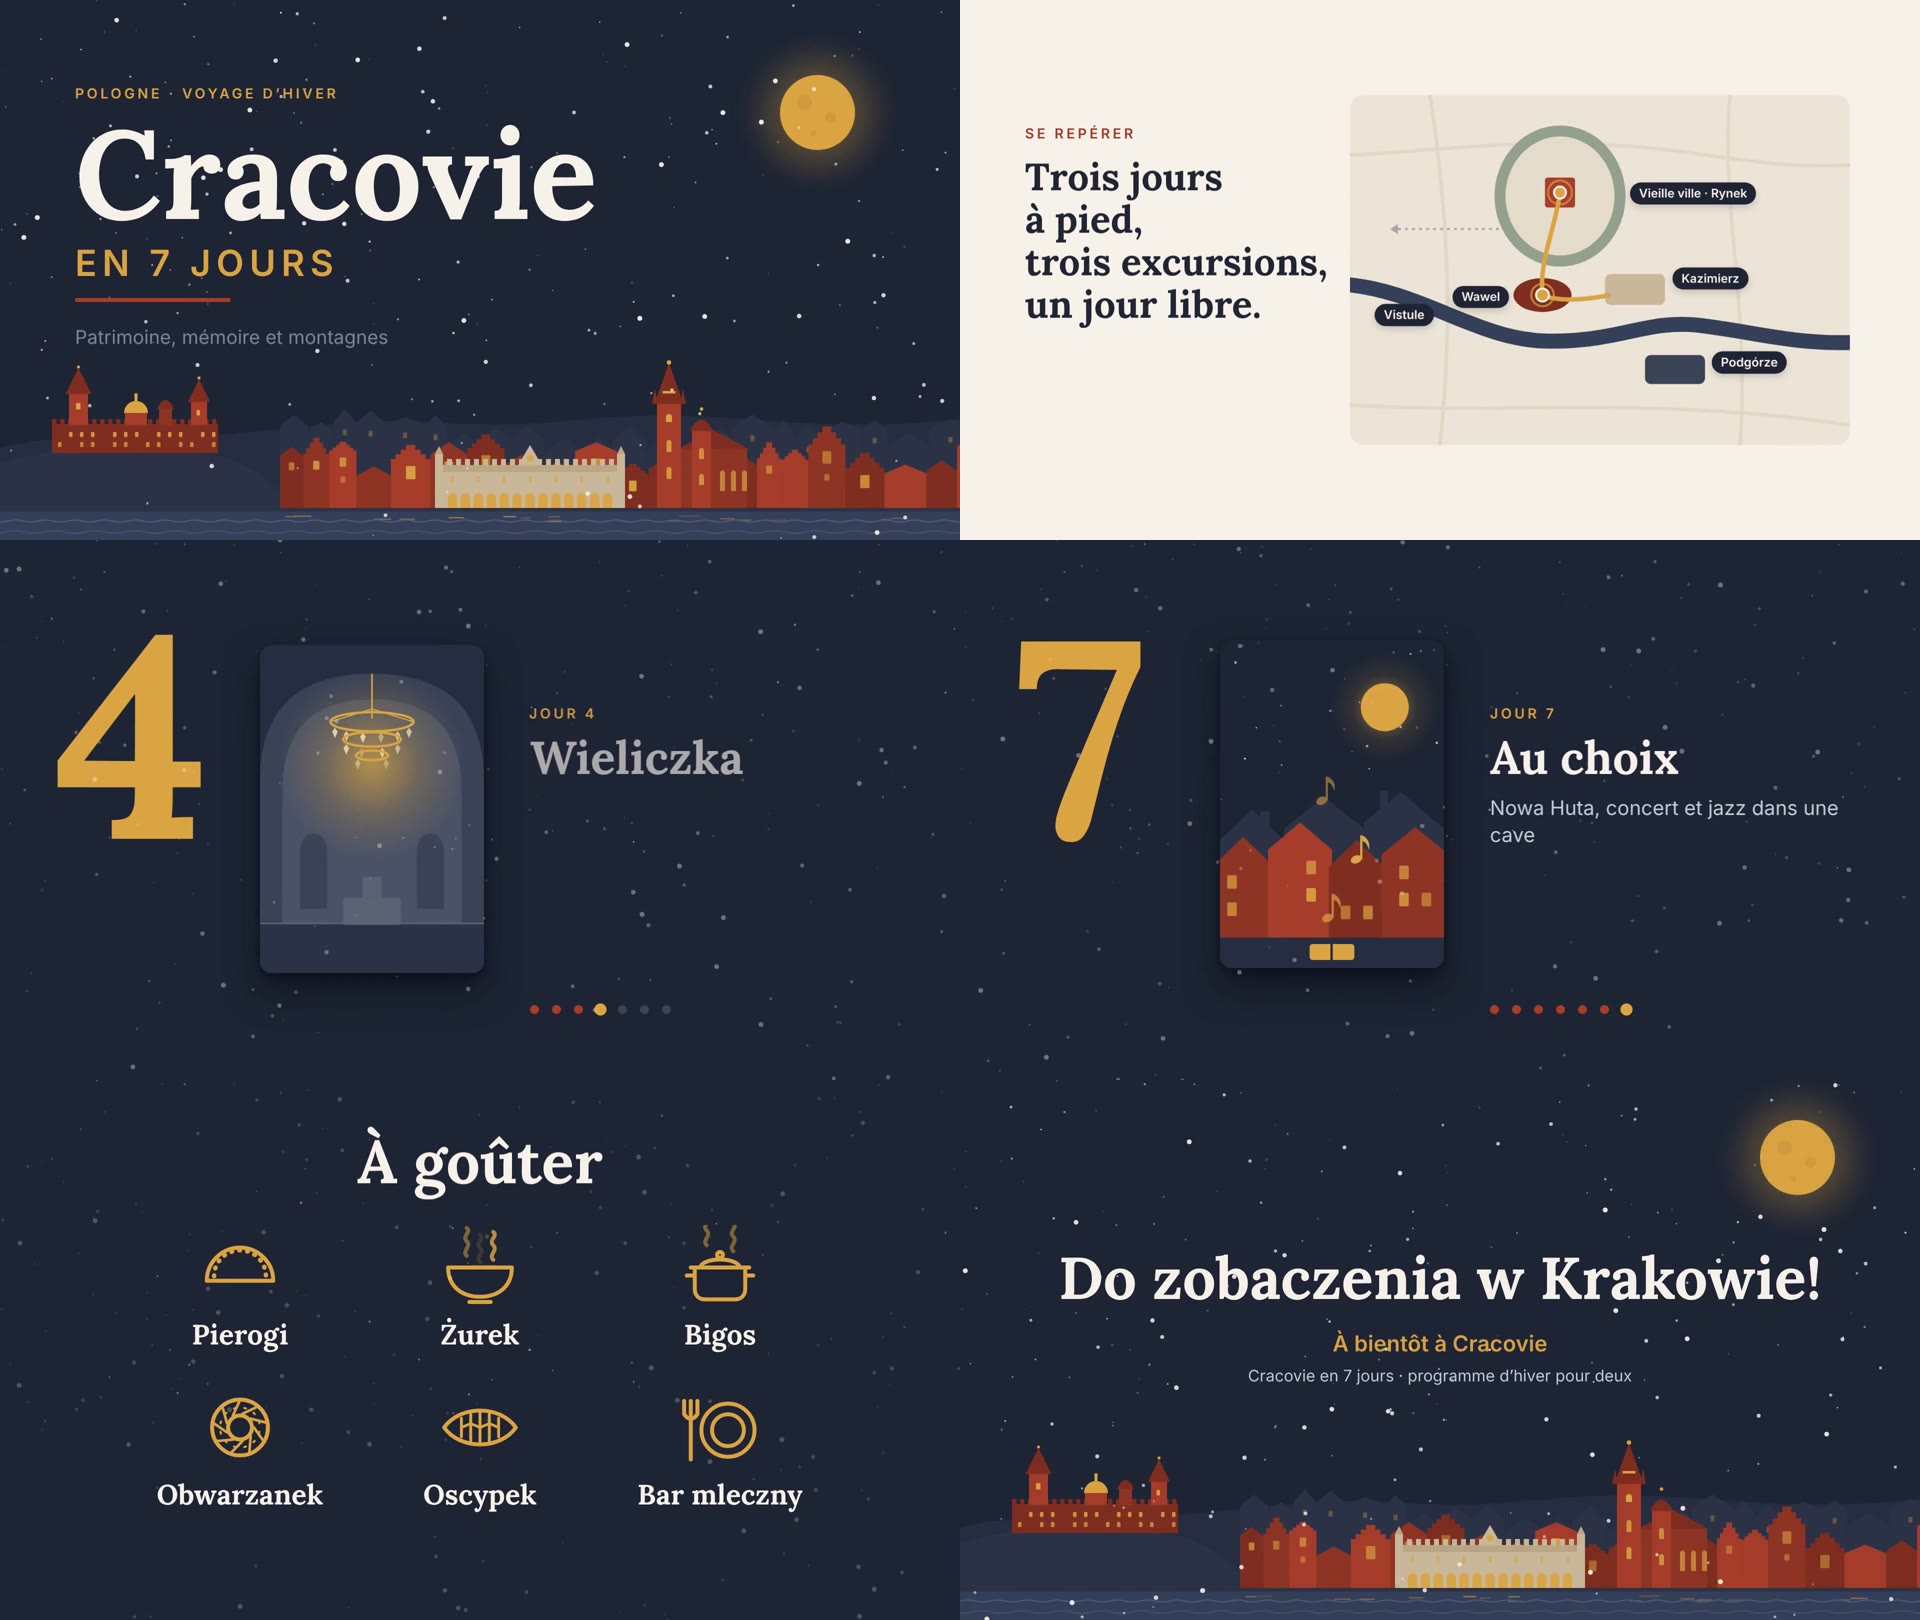 POLOGNE · VOYAGE D’HIVER
Cracovie
EN 7 JOURS
Patrimoine, mémoire et montagnes
SE REPÉRER
Trois jours
à pied,
trois excursions,
un jour libre.
Vieille ville · Rynek
Kazimierz
Wawel
Vistule
Podgórze
4
JOUR 4
Wieliczka
7
JOUR 7
Au choix
Nowa Huta, concert et jazz dans une
cave
À goûter
Pierogi
Żurek
Bigos
Obwarzanek
Oscypek
Bar mleczny
Do zobaczenia w Krakowie!
À bientôt à Cracovie
Cracovie en 7 jours · programme d’hiver pour deux